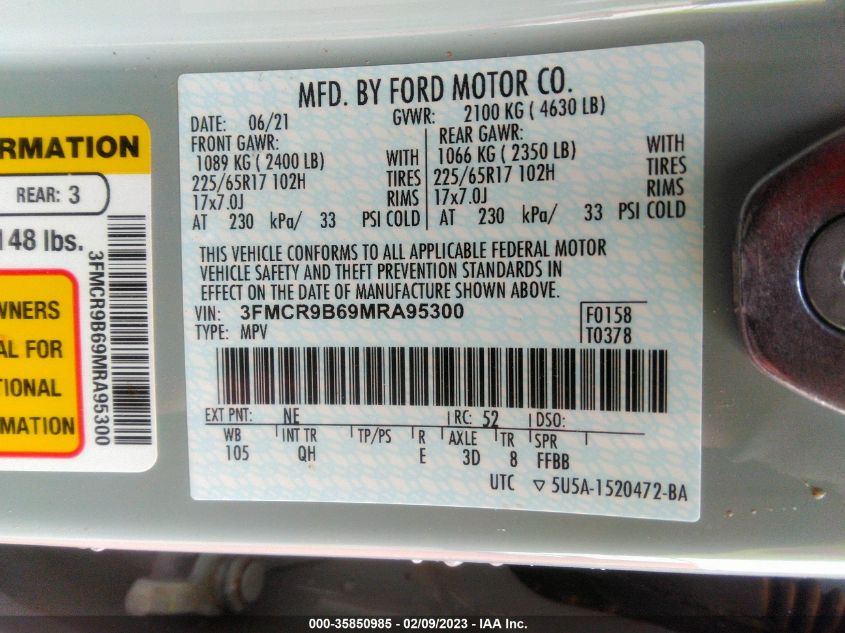 RMATION
REAR: 3
148 lbs.
WNERS
AL FOR
TIONAL
RMATION
3FMCR9B69MRA95300
MFD. BY FORD MOTOR CO.
DATE: 06/21 GVWR: 2100 KG ( 4630 LB)
FRONT GAWR: REAR GAWR:
1089 KG ( 2400 LB) WITH 1066 KG ( 2350 LB) WITH
225/65R17 102H TIRES 225/65R17 102H TIRES
17x7.0J RIMS 17x7.0J RIMS
AT 230 kPa/ 33 PSI COLD AT 230 kPa/ 33 PSI COLD
THIS VEHICLE CONFORMS TO ALL APPLICABLE FEDERAL MOTOR
VEHICLE SAFETY AND THEFT PREVENTION STANDARDS IN
EFFECT ON THE DATE OF MANUFACTURE SHOWN ABOVE.
VIN: 3FMCR9B69MRA95300 F0158
TYPE: MPV T0378
EXT PNT: NE RC: 52 DSO:
WB INT TR TP/PS R AXLE TR SPR
105 QH E 3D 8 FFBB
UTC ▽ 5U5A-1520472-BA
000-35850985 - 02/09/2023 - IAA Inc.